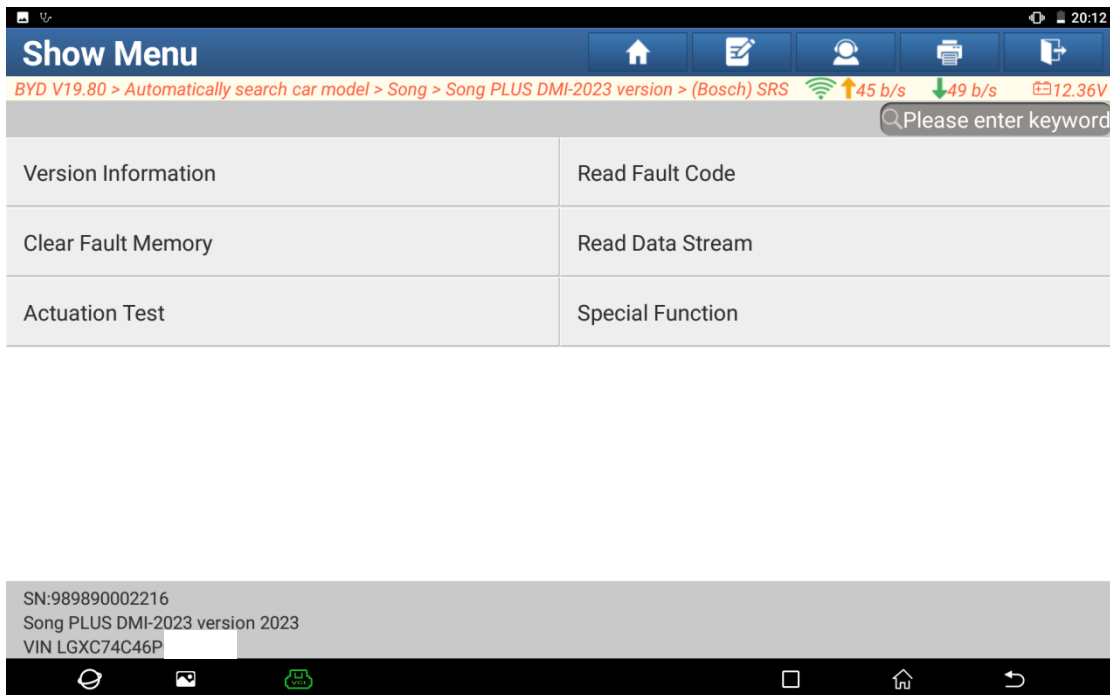 20:12
Show Menu
BYD V19.80 > Automatically search car model > Song > Song PLUS DMI-2023 version > (Bosch) SRS 45 b/s 49 b/s 12.36V
Please enter keyword
Version Information
Read Fault Code
Clear Fault Memory
Read Data Stream
Actuation Test
Special Function
SN:989890002216
Song PLUS DMI-2023 version 2023
VIN LGXC74C46P
VCI